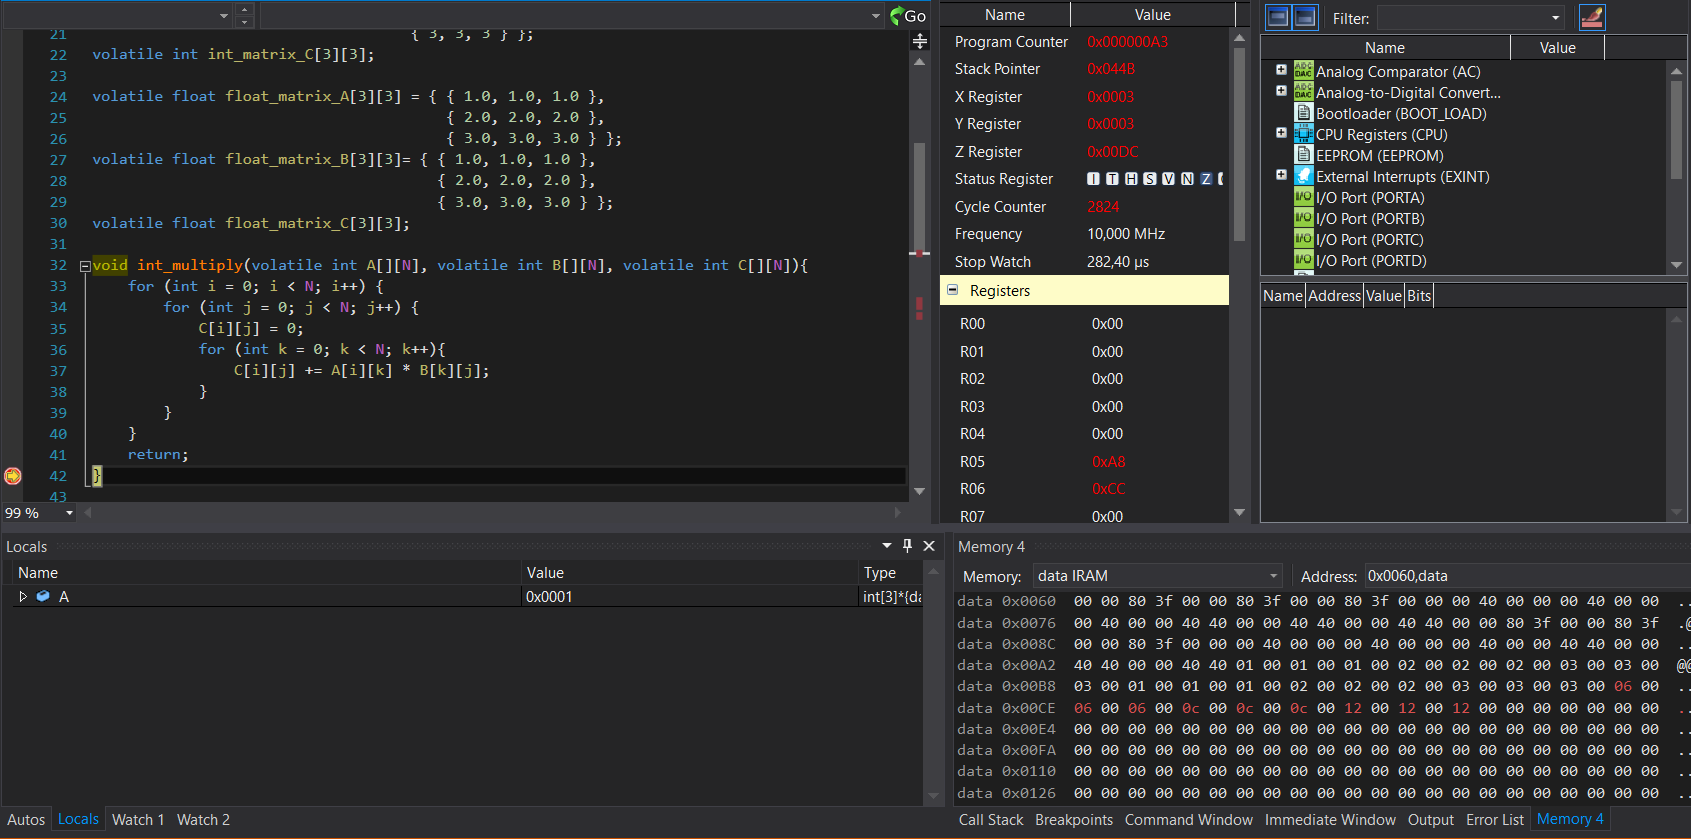 Go
21 { 3, 3, 3 } };
22 volatile int int_matrix_C[3][3];
23
24 volatile float float_matrix_A[3][3] = { { 1.0, 1.0, 1.0 },
25 { 2.0, 2.0, 2.0 },
26 { 3.0, 3.0, 3.0 } };
27 volatile float float_matrix_B[3][3]= { { 1.0, 1.0, 1.0 },
28 { 2.0, 2.0, 2.0 },
29 { 3.0, 3.0, 3.0 } };
30 volatile float float_matrix_C[3][3];
31
32 void int_multiply(volatile int A[][N], volatile int B[][N], volatile int C[][N]){
33 for (int i = 0; i < N; i++) {
34 for (int j = 0; j < N; j++) {
35 C[i][j] = 0;
36 for (int k = 0; k < N; k++){
37 C[i][j] += A[i][k] * B[k][j];
38 }
39 }
40 }
41 return;
42 }
43
99 %
Name Value
Program Counter 0x000000A3
Stack Pointer 0x044B
X Register 0x0003
Y Register 0x0003
Z Register 0x00DC
Status Register I T H S V N Z
Cycle Counter 2824
Frequency 10,000 MHz
Stop Watch 282,40 µs
Registers
R00 0x00
R01 0x00
R02 0x00
R03 0x00
R04 0x00
R05 0xA8
R06 0xCC
R07 0x00
Filter:
Name Value
Analog Comparator (AC)
Analog-to-Digital Convert...
Bootloader (BOOT_LOAD)
CPU Registers (CPU)
EEPROM (EEPROM)
External Interrupts (EXINT)
I/O Port (PORTA)
I/O Port (PORTB)
I/O Port (PORTC)
I/O Port (PORTD)
Name Address Value Bits
Locals
Name Value Type
A 0x0001 int[3]*{da
Autos Locals Watch 1 Watch 2
Memory 4
Memory: data IRAM Address: 0x0060,data
data 0x0060 00 00 80 3f 00 00 80 3f 00 00 80 3f 00 00 00 40 00 00 00 40 00 00 ..
data 0x0076 00 40 00 00 40 40 00 00 40 40 00 00 40 40 00 00 80 3f 00 00 80 3f .@
data 0x008C 00 00 80 3f 00 00 00 40 00 00 00 40 00 00 00 40 00 00 40 40 00 00 ..
data 0x00A2 40 40 00 00 40 40 01 00 01 00 01 00 02 00 02 00 02 00 03 00 03 00 @@
data 0x00B8 03 00 01 00 01 00 01 00 02 00 02 00 02 00 03 00 03 00 03 00 06 00 ..
data 0x00CE 06 00 06 00 0c 00 0c 00 0c 00 12 00 12 00 12 00 00 00 00 00 00 00 ..
data 0x00E4 00 00 00 00 00 00 00 00 00 00 00 00 00 00 00 00 00 00 00 00 00 00 ..
data 0x00FA 00 00 00 00 00 00 00 00 00 00 00 00 00 00 00 00 00 00 00 00 00 00 ..
data 0x0110 00 00 00 00 00 00 00 00 00 00 00 00 00 00 00 00 00 00 00 00 00 00 ..
data 0x0126 00 00 00 00 00 00 00 00 00 00 00 00 00 00 00 00 00 00 00 00 00 00 ..
Call Stack Breakpoints Command Window Immediate Window Output Error List Memory 4